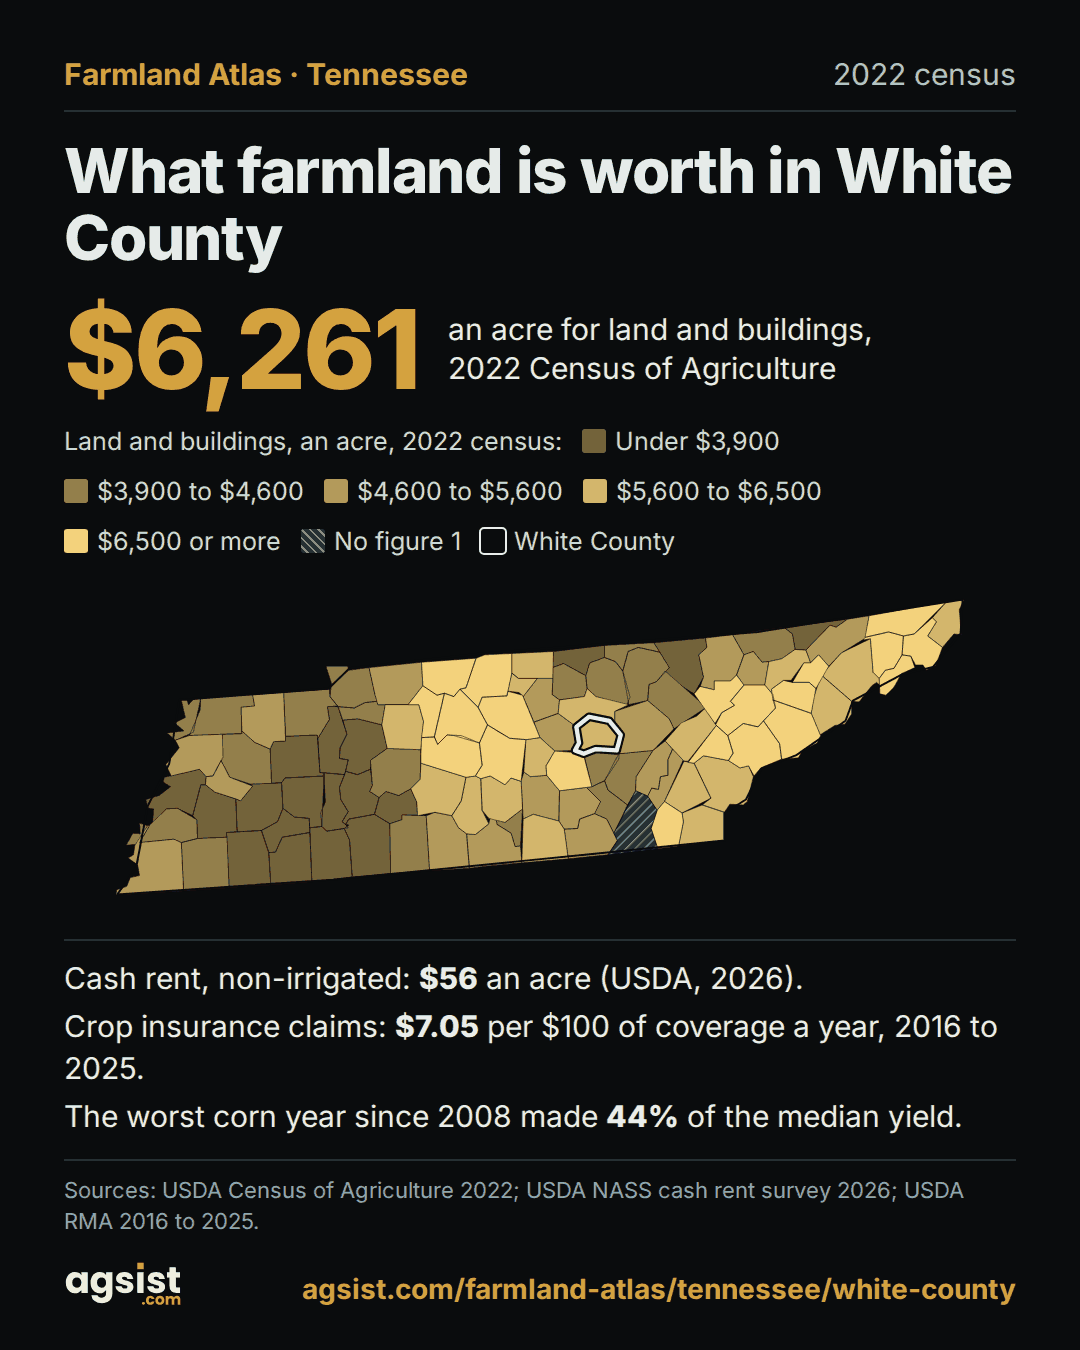 Farmland Atlas · Tennessee
2022 census
What farmland is worth in White
County
$6,261
an acre for land and buildings,
2022 Census of Agriculture
Land and buildings, an acre, 2022 census:
Under $3,900
$3,900 to $4,600
$4,600 to $5,600
$5,600 to $6,500
$6,500 or more
No figure 1
White County
Cash rent, non-irrigated: $56 an acre (USDA, 2026).
Crop insurance claims: $7.05 per $100 of coverage a year, 2016 to
2025.
The worst corn year since 2008 made 44% of the median yield.
Sources: USDA Census of Agriculture 2022; USDA NASS cash rent survey 2026; USDA
RMA 2016 to 2025.
agsist
.com
agsist.com/farmland-atlas/tennessee/white-county